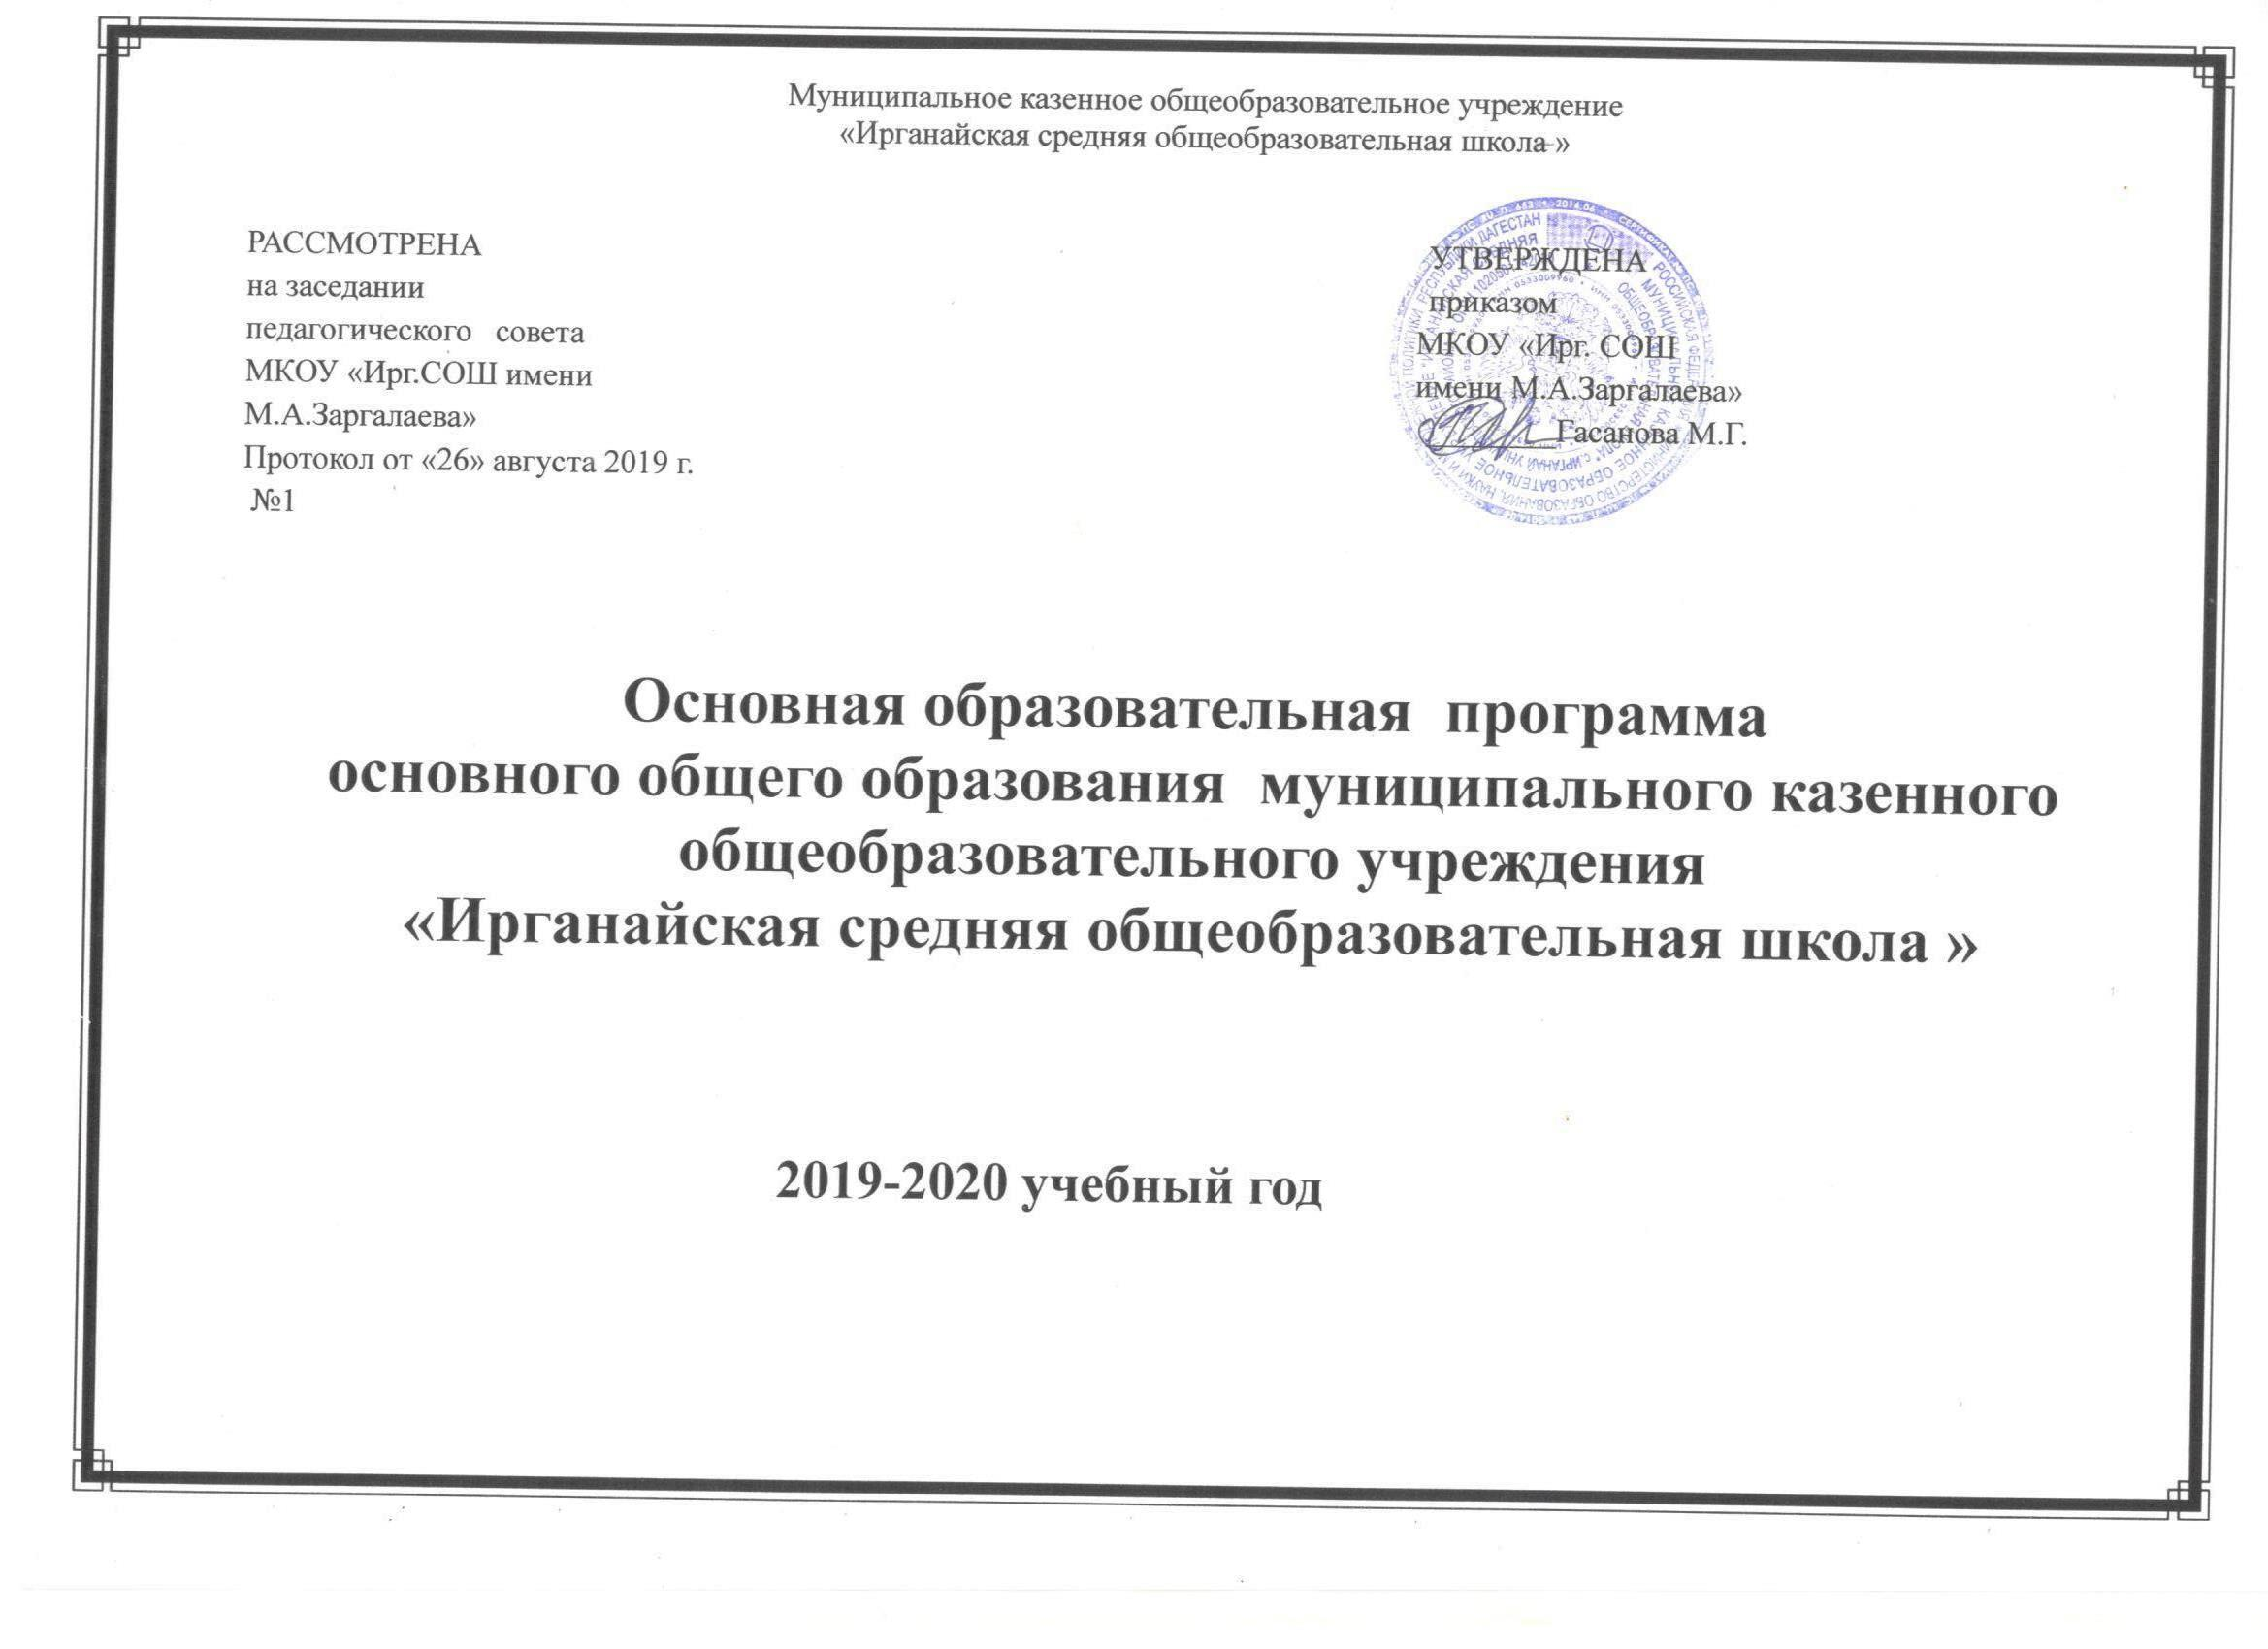 Муниципальное казенное общеобразовательное учреждение
«Ирганайская средняя общеобразовательная школа »
РАССМОТРЕНА
на заседании
педагогического совета
МКОУ «Ирг.СОШ имени
М.А.Заргалаева»
Протокол от «26» августа 2019 г.
№1
УТВЕРЖДЕНА
приказом
МКОУ «Ирг. СОШ
имени М.А.Заргалаева»
Гасанова М.Г.
Основная образовательная программа
основного общего образования муниципального казенного
общеобразовательного учреждения
«Ирганайская средняя общеобразовательная школа »
2019-2020 учебный год